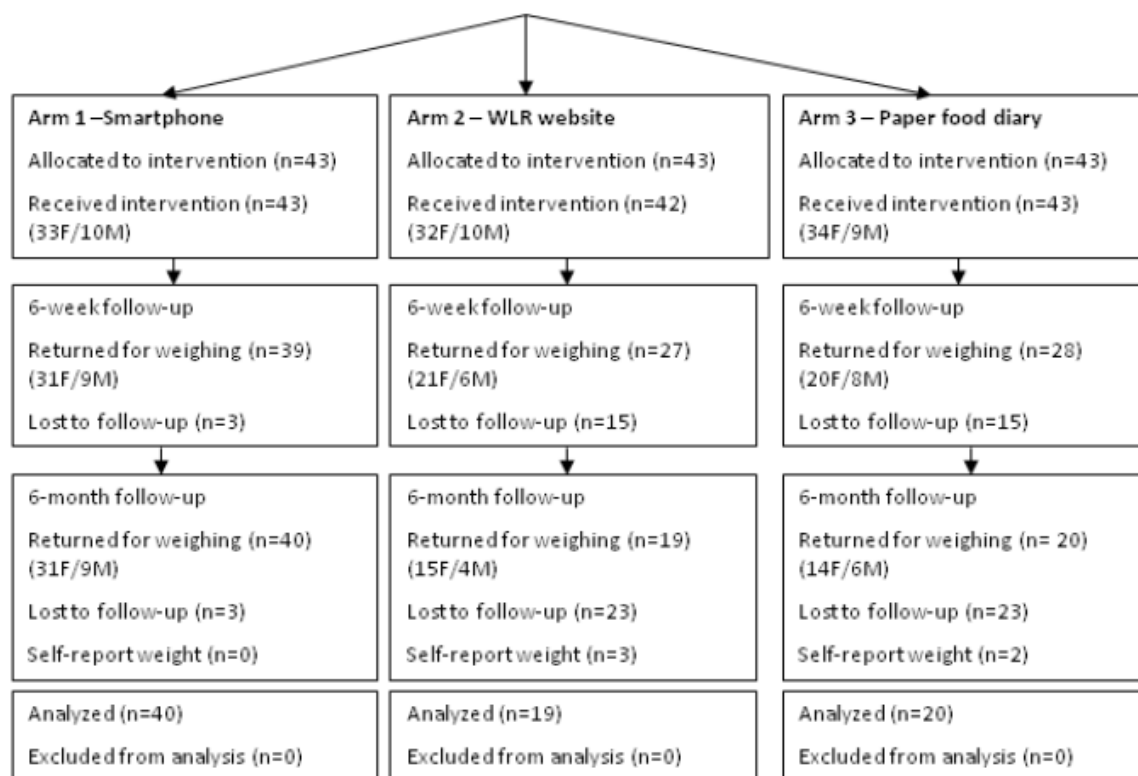 Arm 1 –Smartphone
Allocated to intervention (n=43)
Received intervention (n=43)
(33F/10M)
Arm 2 – WLR website
Allocated to intervention (n=43)
Received intervention (n=42)
(32F/10M)
Arm 3 – Paper food diary
Allocated to intervention (n=43)
Received intervention (n=43)
(34F/9M)
6-week follow-up
Returned for weighing (n=39)
(31F/9M)
Lost to follow-up (n=3)
6-week follow-up
Returned for weighing (n=27)
(21F/6M)
Lost to follow-up (n=15)
6-week follow-up
Returned for weighing (n=28)
(20F/8M)
Lost to follow-up (n=15)
6-month follow-up
Returned for weighing (n=40)
(31F/9M)
Lost to follow-up (n=3)
Self-report weight (n=0)
6-month follow-up
Returned for weighing (n=19)
(15F/4M)
Lost to follow-up (n=23)
Self-report weight (n=3)
6-month follow-up
Returned for weighing (n= 20)
(14F/6M)
Lost to follow-up (n=23)
Self-report weight (n=2)
Analyzed (n=40)
Excluded from analysis (n=0)
Analyzed (n=19)
Excluded from analysis (n=0)
Analyzed (n=20)
Excluded from analysis (n=0)